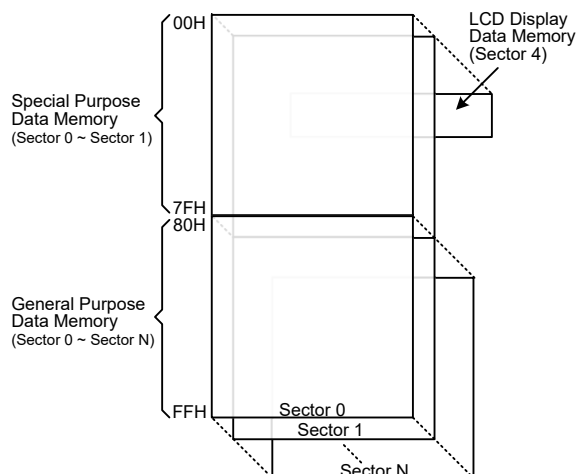 00H
LCD Display
Data Memory
(Sector 4)
Special Purpose
Data Memory
(Sector 0 ~ Sector 1)
7FH
80H
General Purpose
Data Memory
(Sector 0 ~ Sector N)
FFH
Sector 0
Sector 1
Sector N